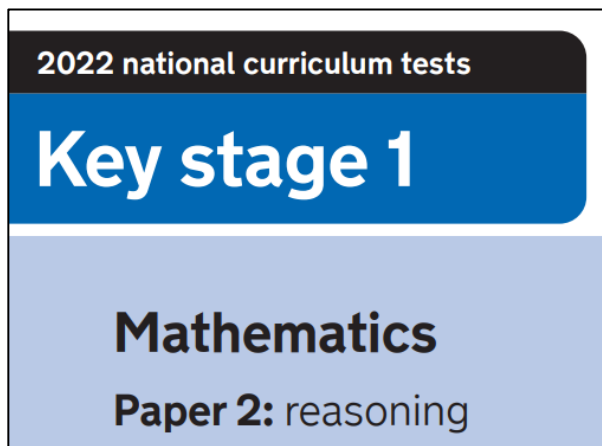 2022 national curriculum tests
Key stage 1
Mathematics
Paper 2: reasoning